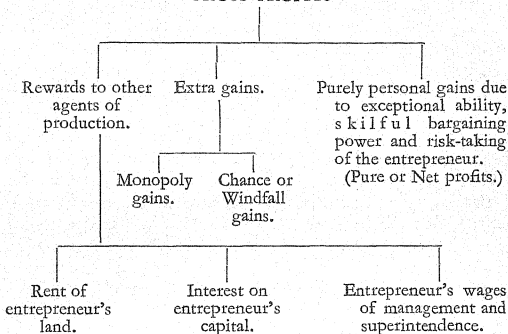 Rewards to other
agents of
production.
Extra gains.
Purely personal gains due
to exceptional ability,
skilful bargaining
power and risk-taking
of the entrepreneur.
(Pure or Net profits.)
Monopoly
gains.
Chance or
Windfall
gains.
Rent of
entrepreneur's
land.
Interest on
entrepreneur's
capital.
Entrepreneur's wages
of management and
superintendence.